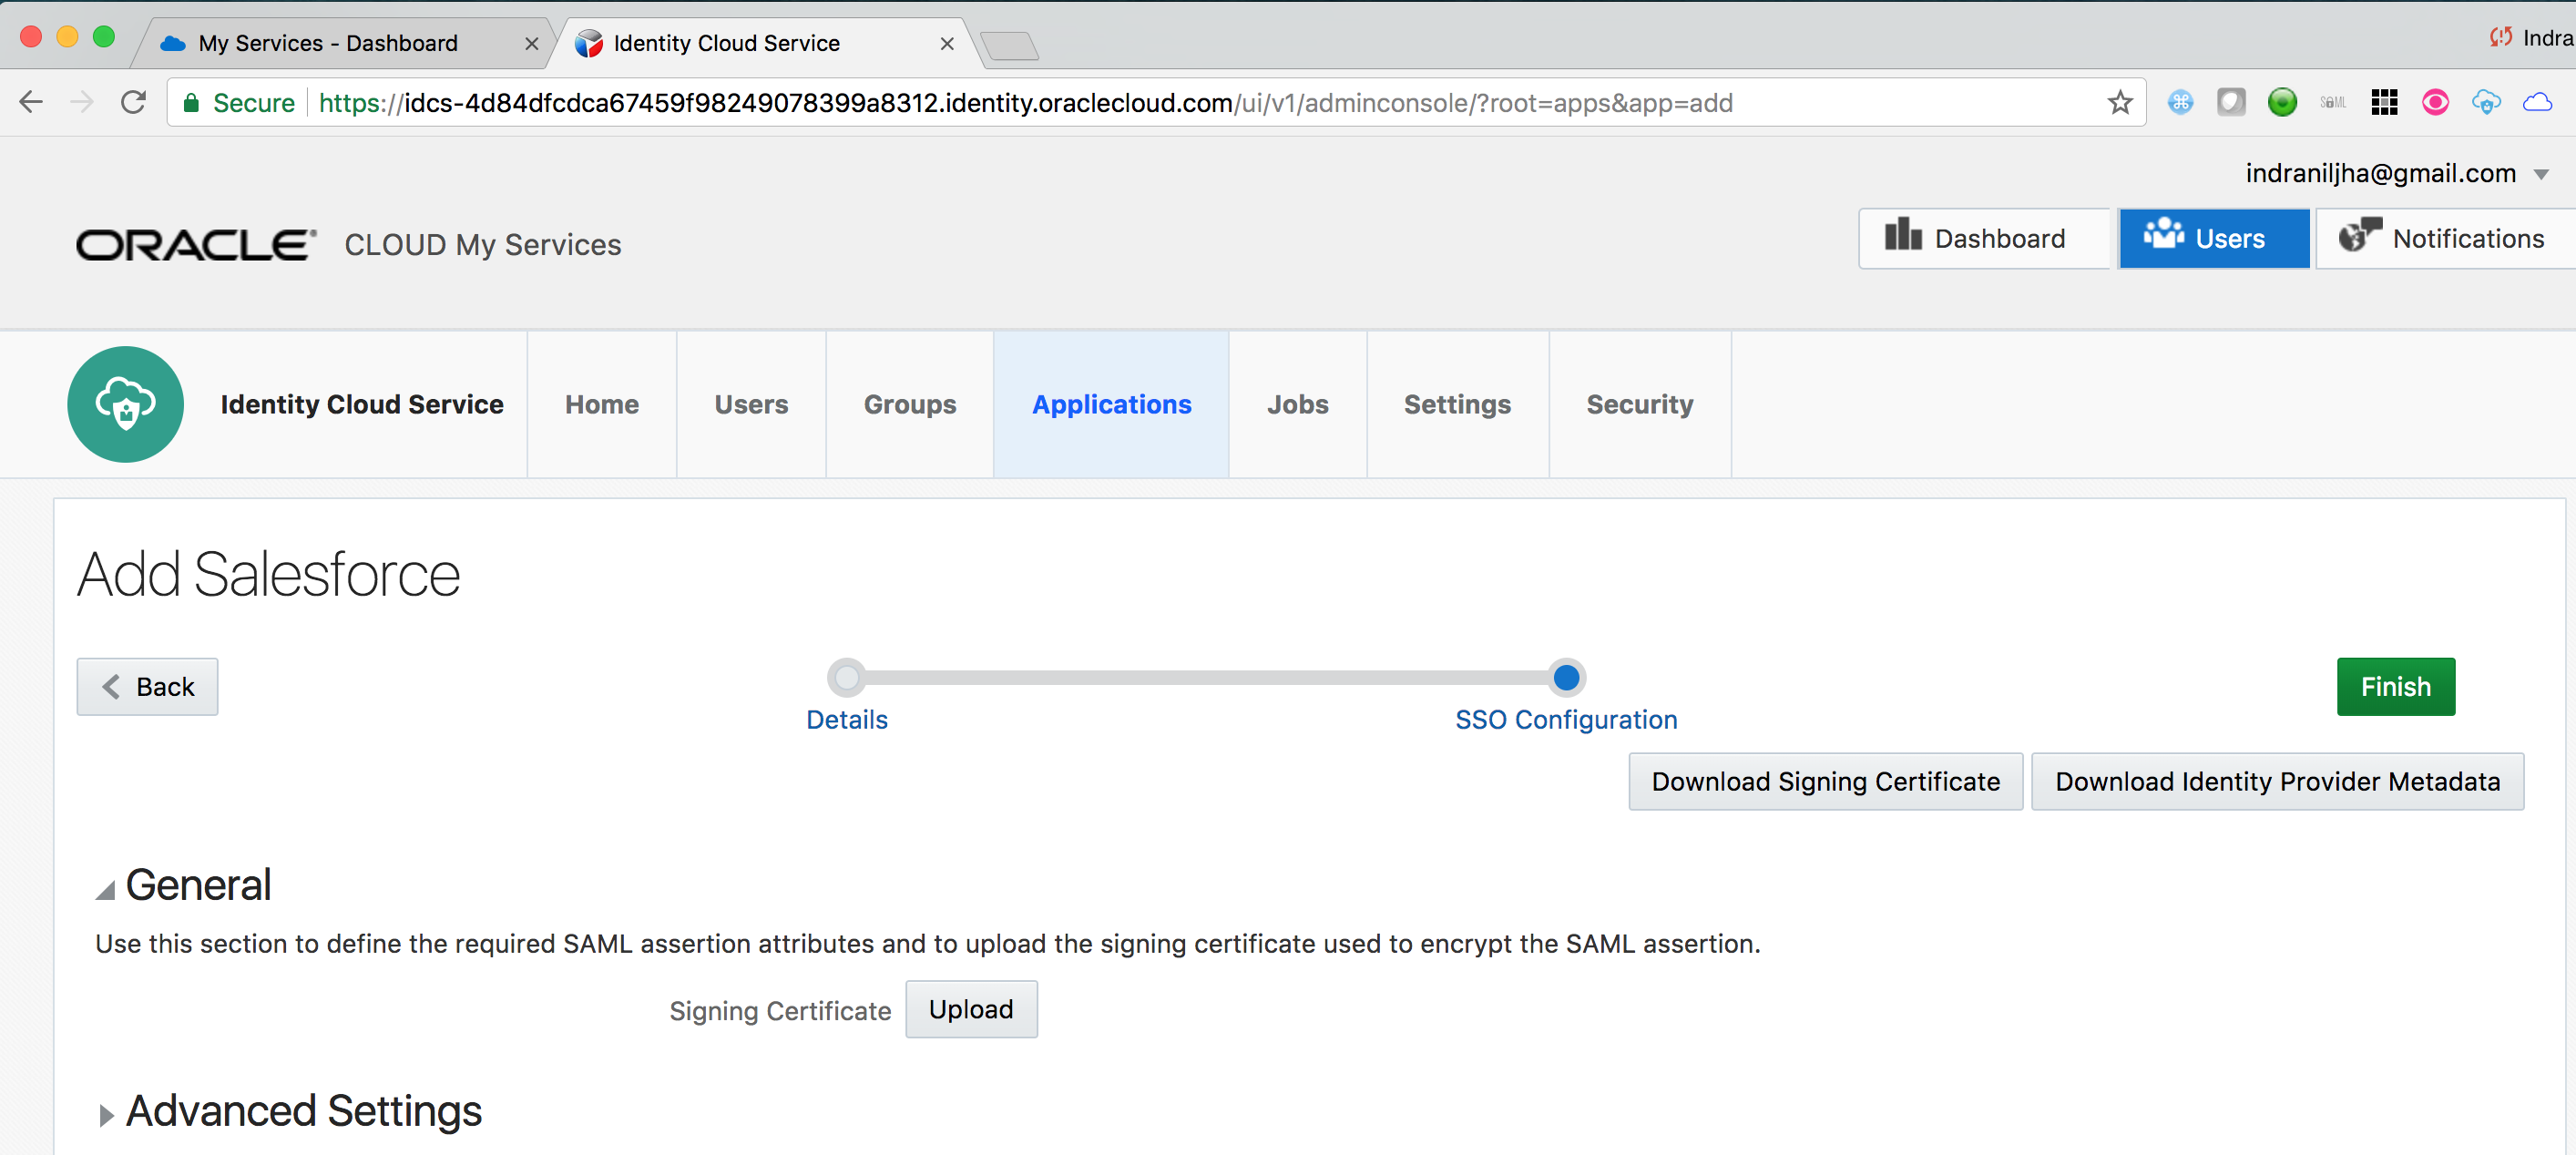 My Services - Dashboard
Identity Cloud Service
Indra
Secure https://idcs-4d84dfcdca67459f98249078399a8312.identity.oraclecloud.com/ui/v1/adminconsole/?root=apps&app=add
SAML
indraniljha@gmail.com
ORACLE® CLOUD My Services
Dashboard
Users
Notifications
Identity Cloud Service
Home
Users
Groups
Applications
Jobs
Settings
Security
Add Salesforce
Back
Details
SSO Configuration
Finish
Download Signing Certificate
Download Identity Provider Metadata
General
Use this section to define the required SAML assertion attributes and to upload the signing certificate used to encrypt the SAML assertion.
Signing Certificate Upload
Advanced Settings